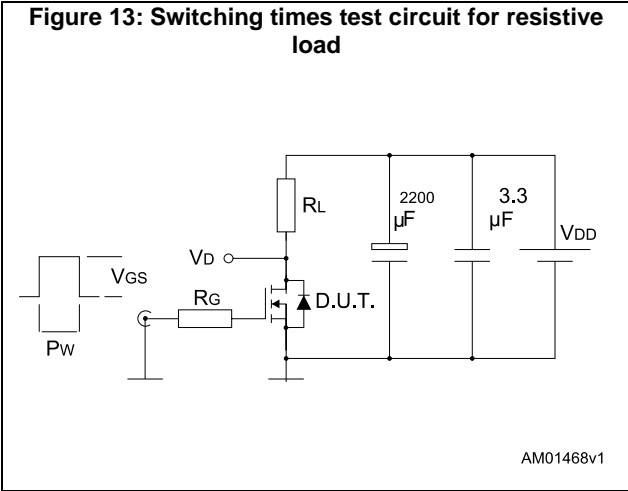 Figure 13: Switching times test circuit for resistive
load
RL
2200
μF
3.3
μF
VDD
VD
VGS
RG
D.U.T.
PW
AM01468v1